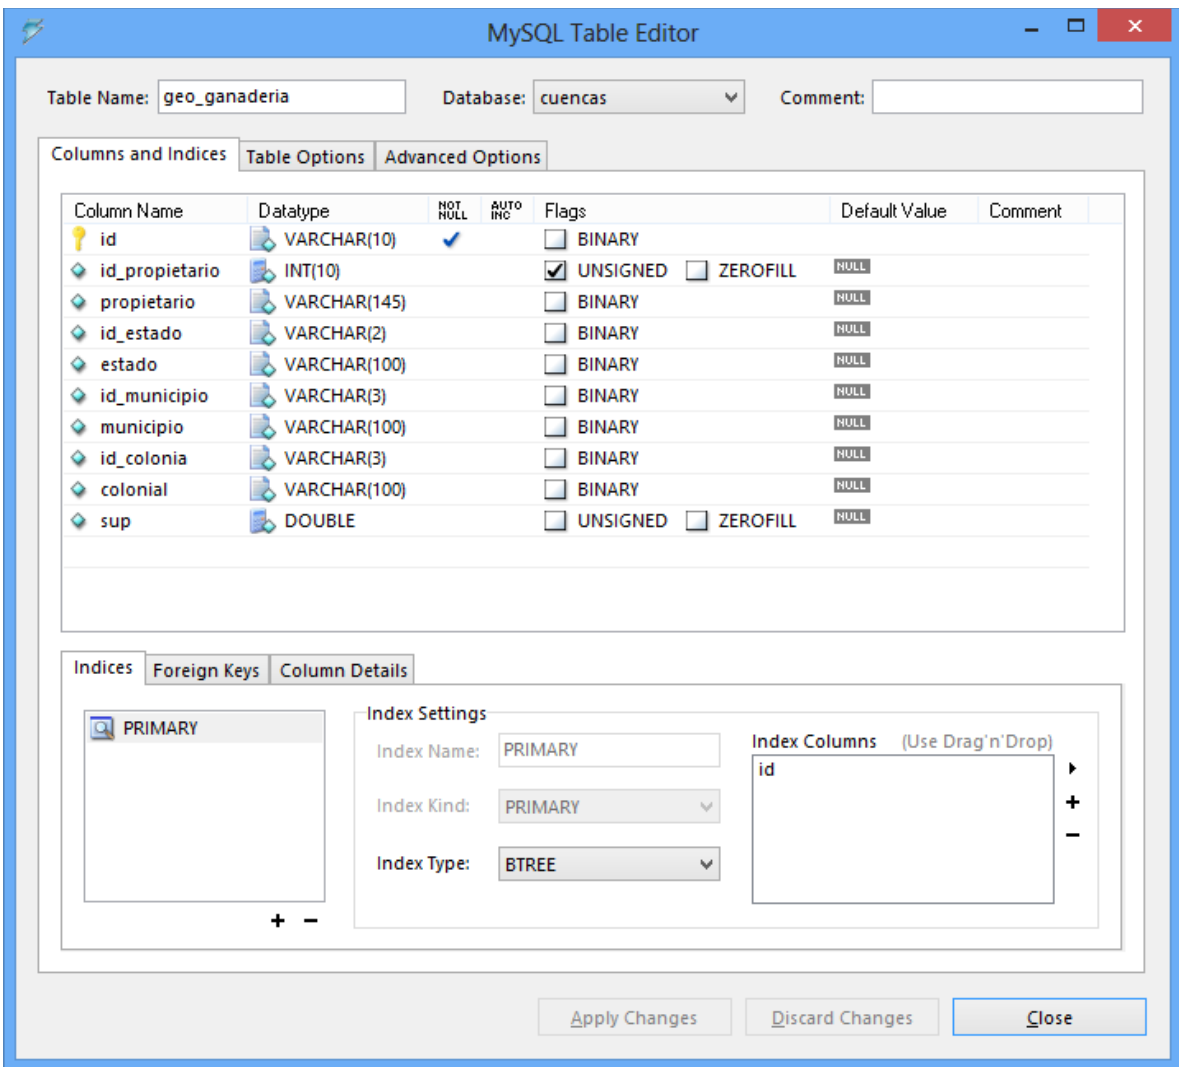 MySQL Table Editor
Table Name: geo_ganaderia Database: cuencas Comment:
Columns and Indices Table Options Advanced Options
Column Name Datatype NOT NULL AUTO INC Flags Default Value Comment
id VARCHAR(10) BINARY
id_propietario INT(10) UNSIGNED ZEROFILL NULL
propietario VARCHAR(145) BINARY NULL
id_estado VARCHAR(2) BINARY NULL
estado VARCHAR(100) BINARY NULL
id_municipio VARCHAR(3) BINARY NULL
municipio VARCHAR(100) BINARY NULL
id_colonia VARCHAR(3) BINARY NULL
colonial VARCHAR(100) BINARY NULL
sup DOUBLE UNSIGNED ZEROFILL NULL
Indices Foreign Keys Column Details
PRIMARY
Index Settings
Index Name: PRIMARY
Index Kind: PRIMARY
Index Type: BTREE
Index Columns (Use Drag'n'Drop)
id
Apply Changes Discard Changes Close